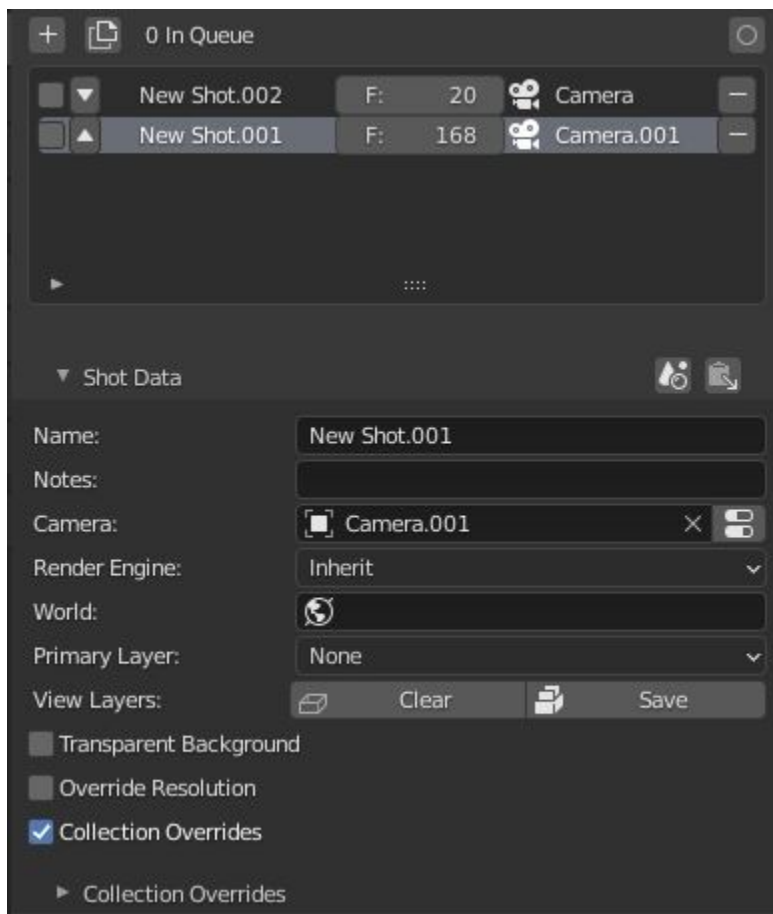 0 In Queue
New Shot.002 F: 20 Camera
New Shot.001 F: 168 Camera.001
Shot Data
Name: New Shot.001
Notes:
Camera: Camera.001
Render Engine: Inherit
World:
Primary Layer: None
View Layers: Clear Save
Transparent Background
Override Resolution
Collection Overrides
Collection Overrides